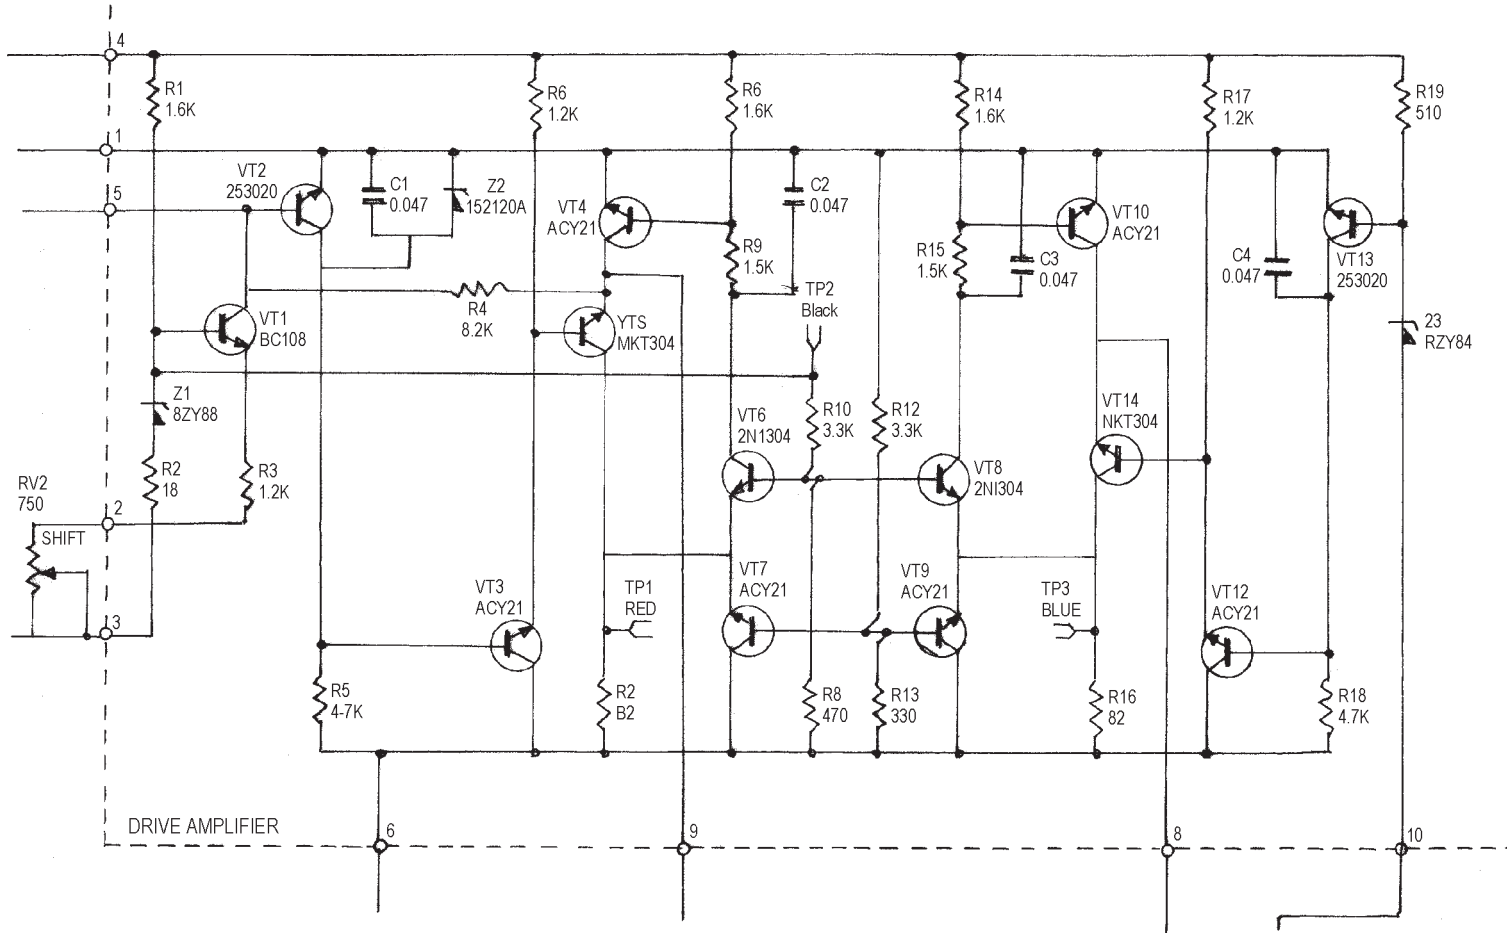 4
R1
1.6K
R6
1.2K
R6
1.6K
R14
1.6K
R17
1.2K
R19
510
1
VT2
253020
C1
0.047
Z2
152120A
VT4
ACY21
C2
0.047
5
R9
1.5K
R15
1.5K
C3
0.047
VT10
ACY21
C4
0.047
VT13
253020
VT1
BC108
R4
8.2K
YTS
MKT304
TP2
Black
23
RZY84
Z1
8ZY88
VT6
2N1304
R10
3.3K
R12
3.3K
VT14
NKT304
R2
18
R3
1.2K
VT8
2NI304
RV2
750
2
SHIFT
VT3
ACY21
TP1
RED
VT7
ACY21
VT9
ACY21
TP3
BLUE
VT12
ACY21
3
R5
4-7K
R2
B2
R8
470
R13
330
R16
82
R18
4.7K
DRIVE AMPLIFIER
6
9
8
10